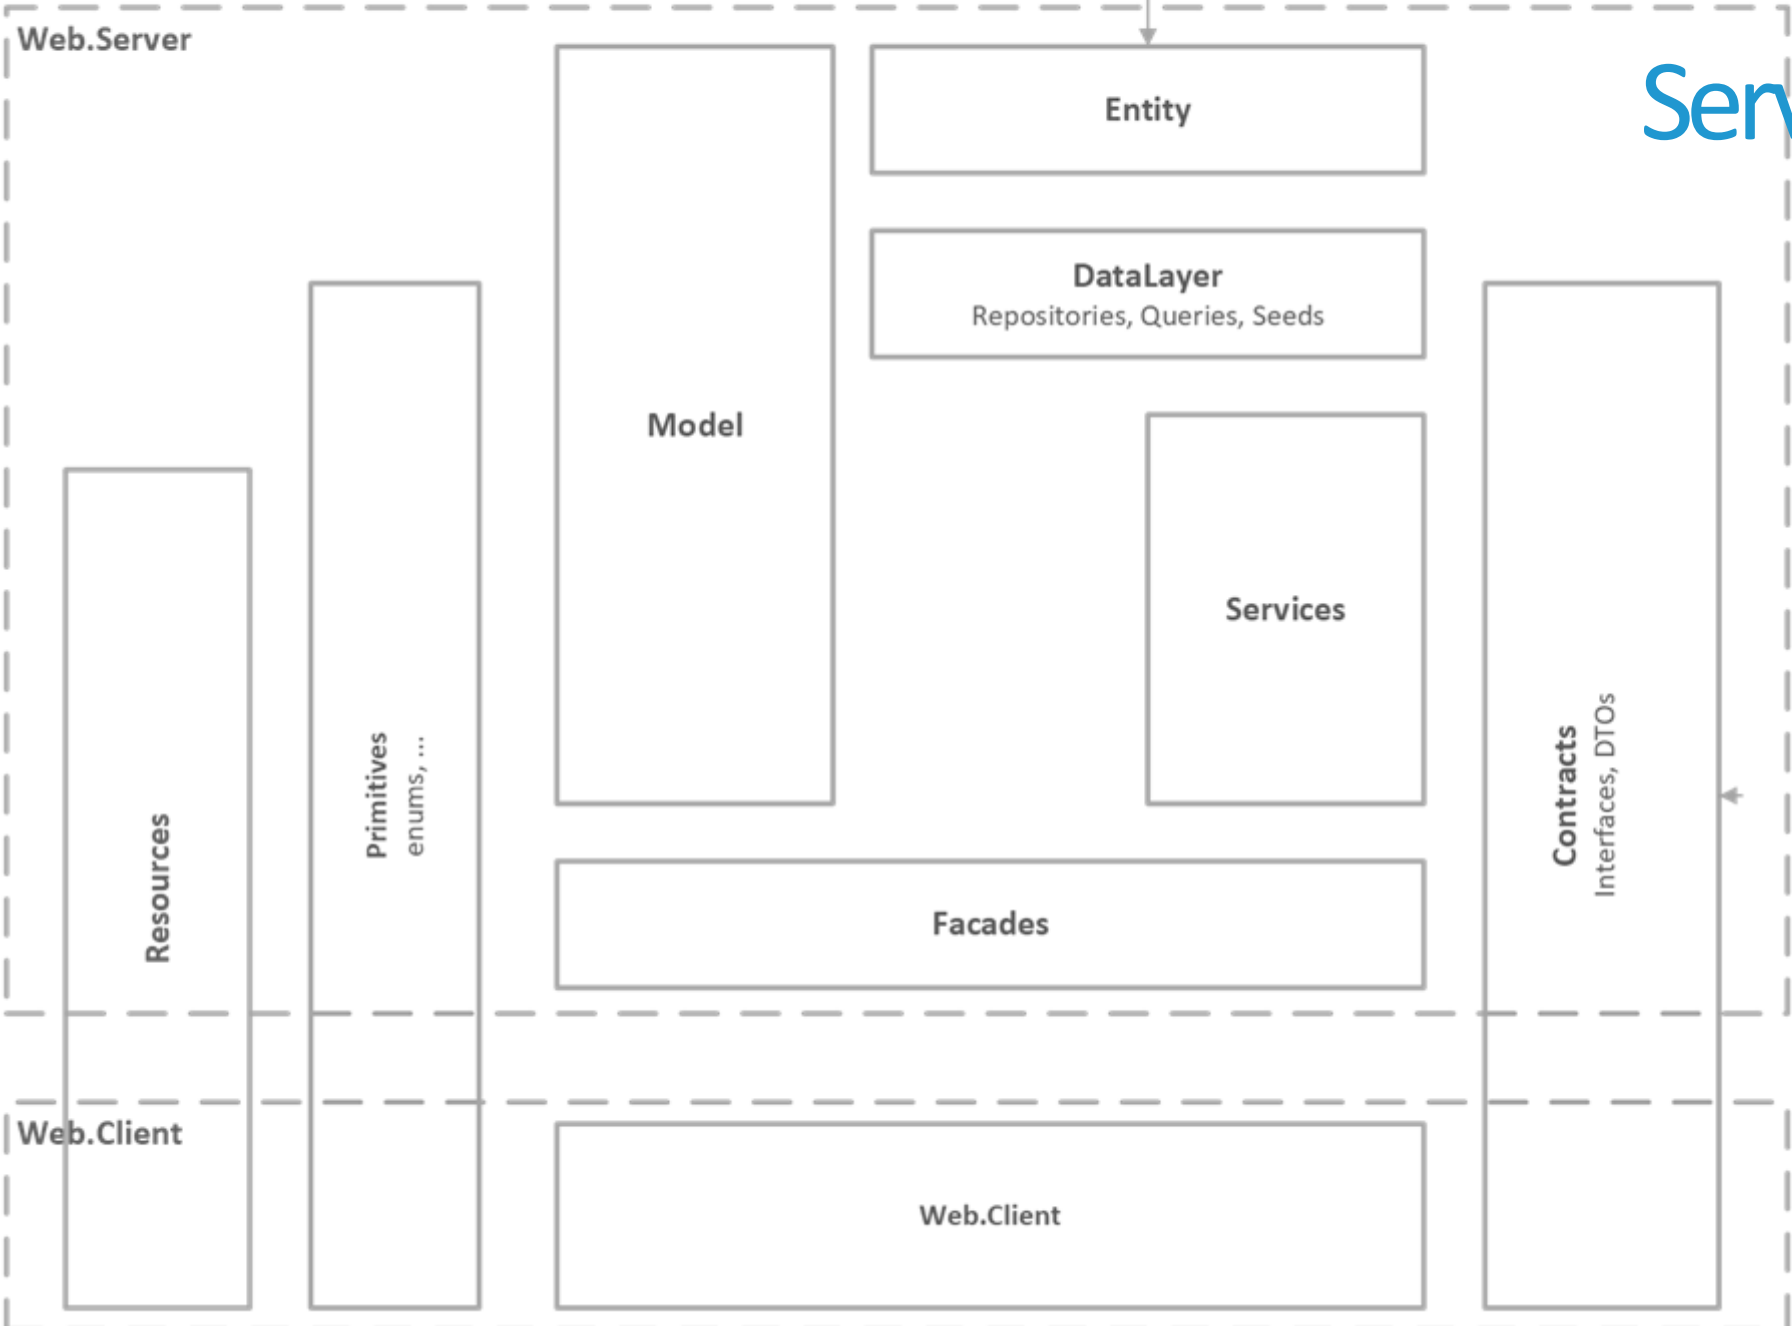 Web.Server
Entity
Serv
DataLayer
Repositories, Queries, Seeds
Model
Services
Resources
Primitives
enums, ...
Contracts
Interfaces, DTOs
Facades
Web.Client
Web.Client